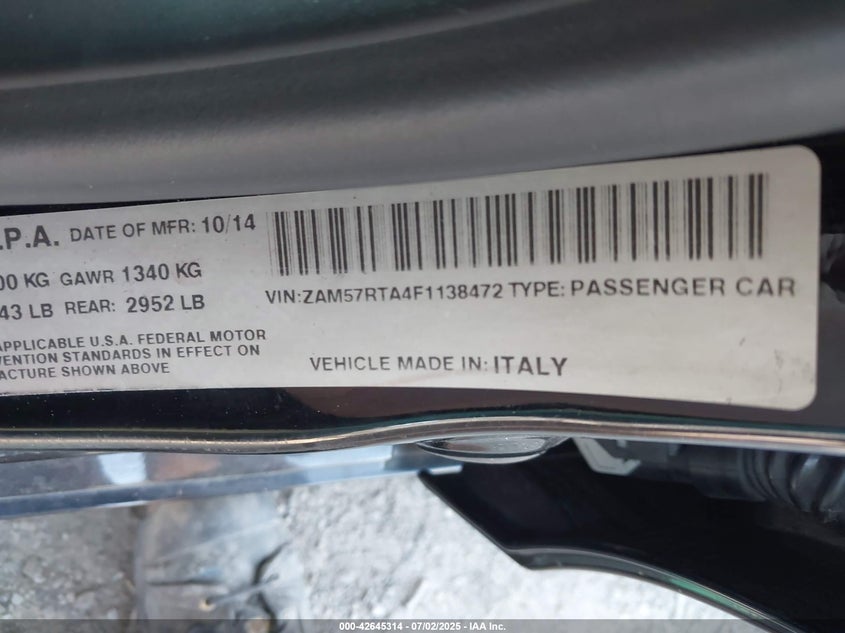 .P.A. DATE OF MFR: 10/14
00 KG GAWR 1340 KG
43 LB REAR: 2952 LB
APPLICABLE U.S.A. FEDERAL MOTOR
VENTION STANDARDS IN EFFECT ON
ACTURE SHOWN ABOVE
VIN:ZAM57RTA4F1138472 TYPE: PASSENGER CAR
VEHICLE MADE IN: ITALY
000-42645314 - 07/02/2025 - IAA Inc.